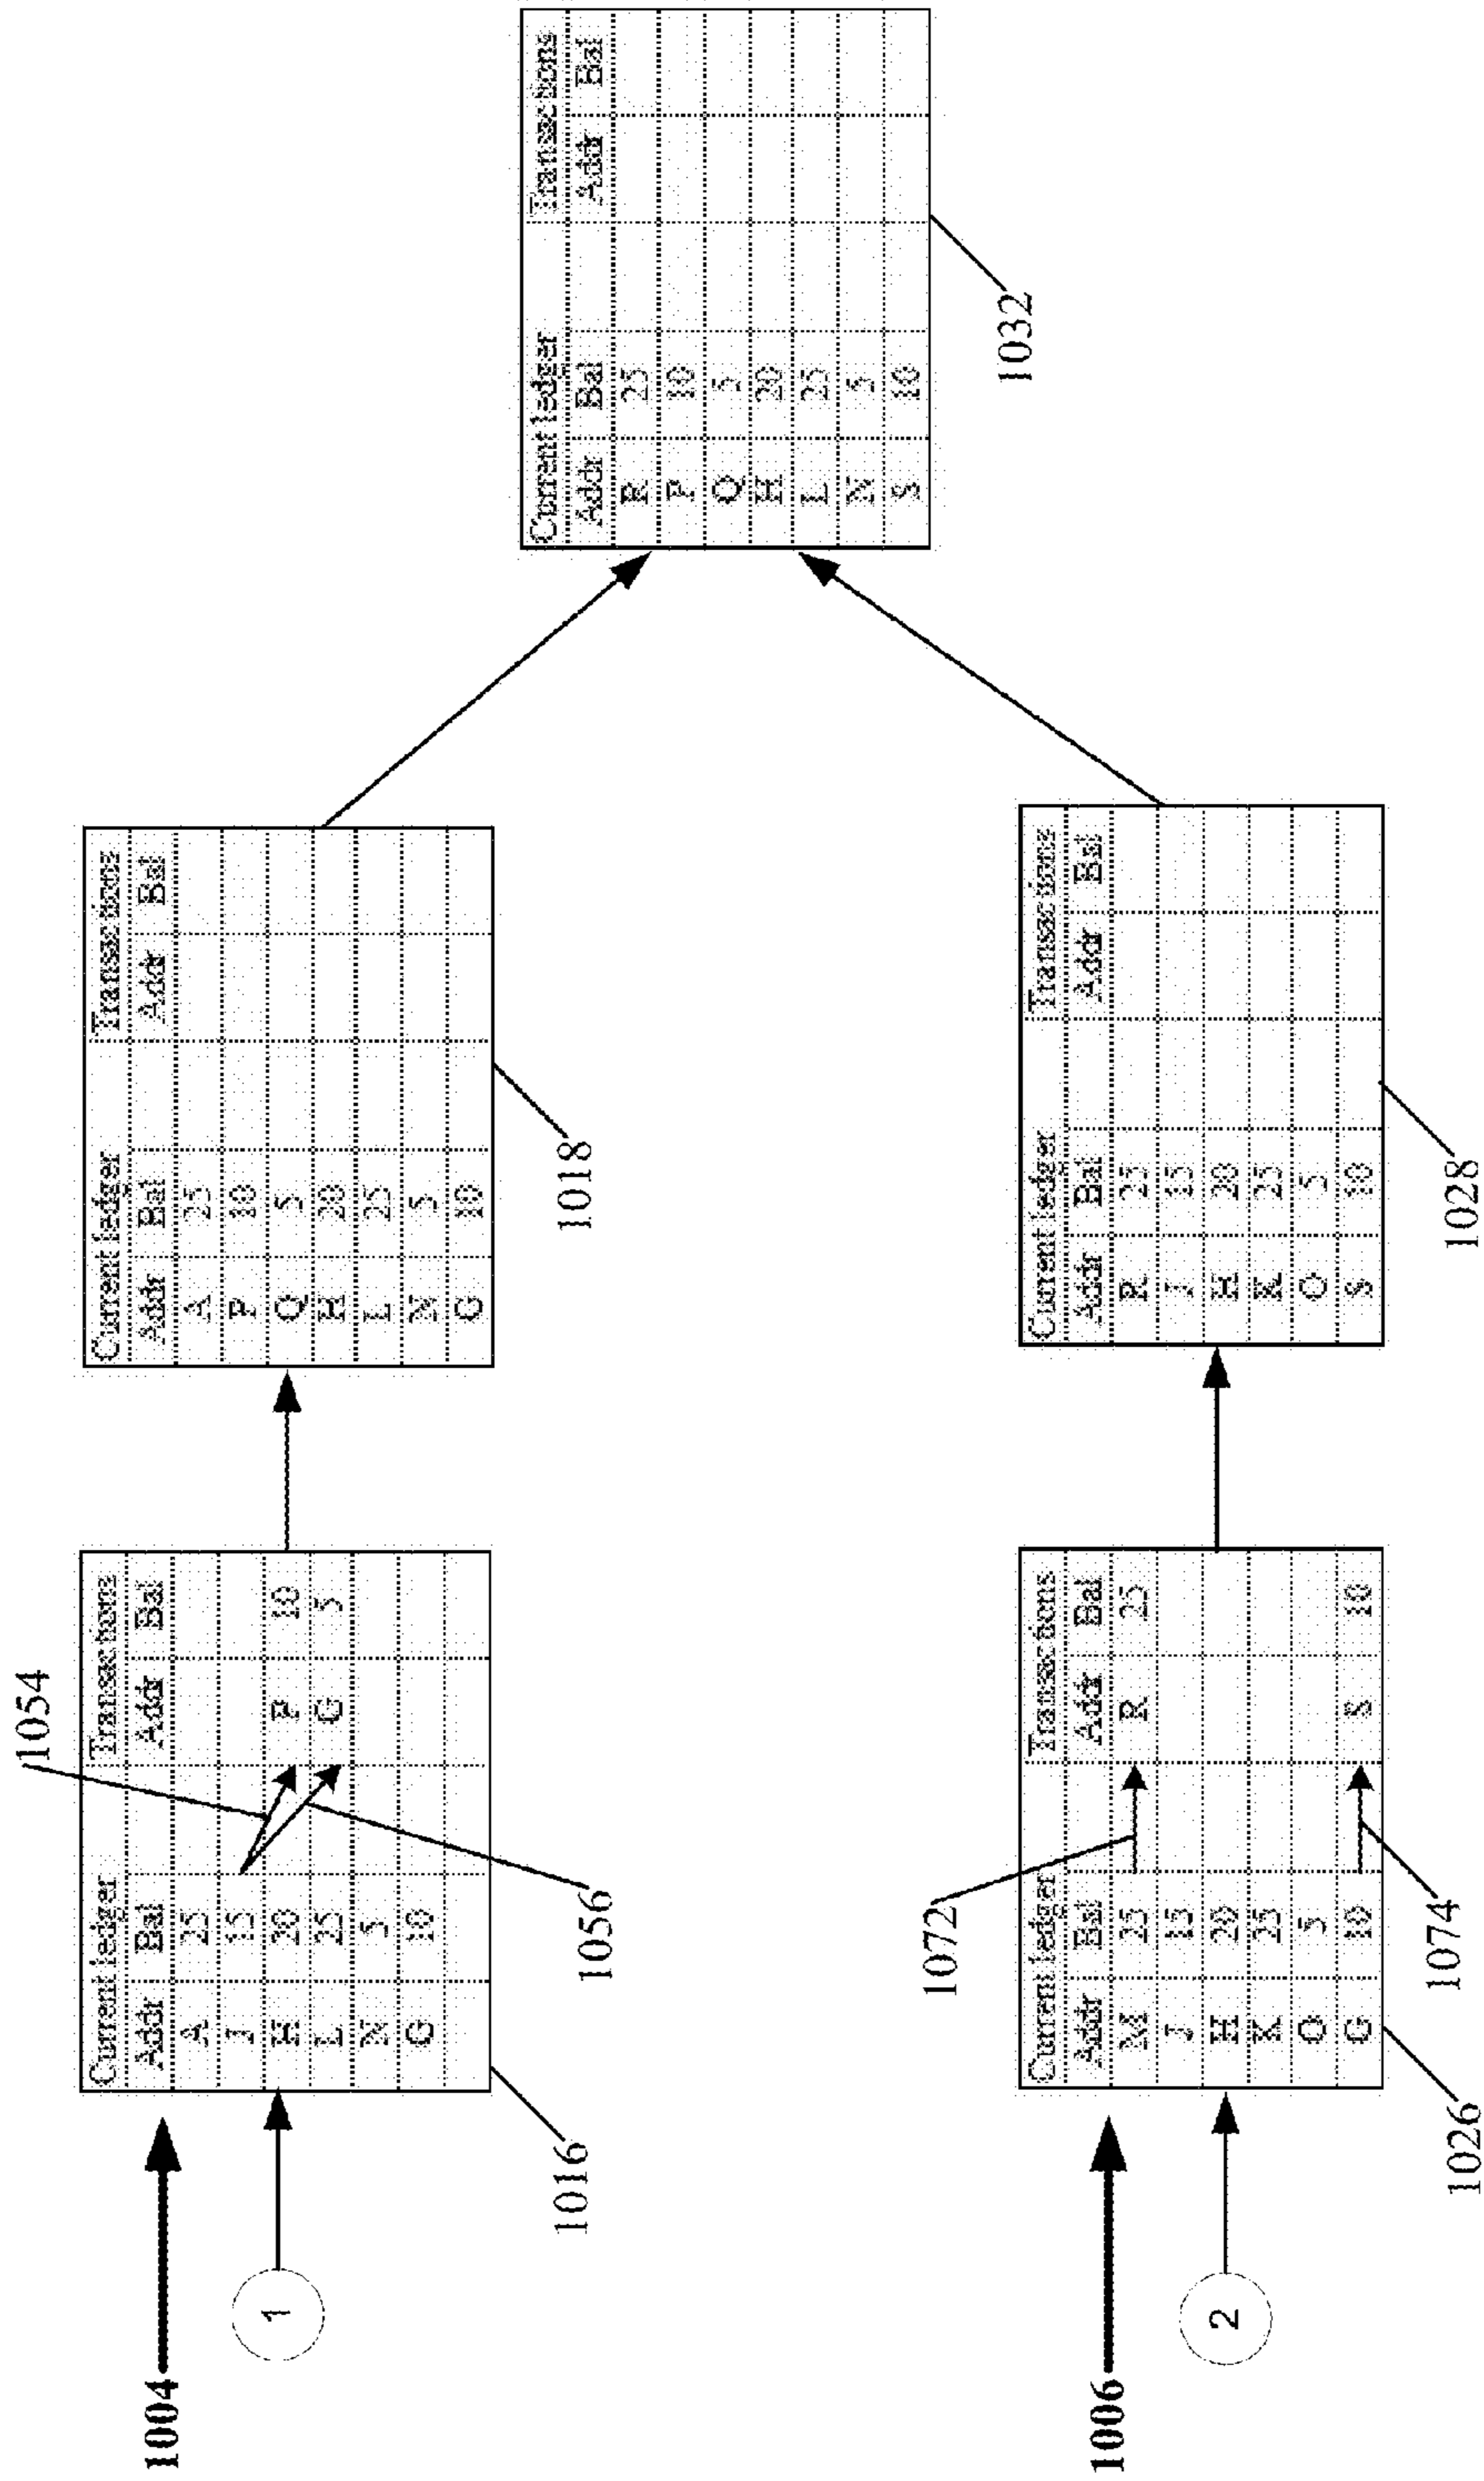 1004
1
Current ledger Transactions
Addr Bal Addr Bal
A 25
J 15
H 20 P 10
L 25 G 5
N 5
G 10
1016
1054
1056
Current ledger Transactions
Addr Bal Addr Bal
A 25
P 10
Q 5
H 20
L 25
N 5
G 10
1018
1006
2
Current ledger Transactions
Addr Bal Addr Bal
M 25 R 25
J 15
H 20
K 25
O 5
G 10 S 10
1026
1072
1074
Current ledger Transactions
Addr Bal Addr Bal
R 25
J 15
H 20
K 25
O 5
S 10
1028
Current ledger Transactions
Addr Bal Addr Bal
R 25
P 10
Q 5
H 20
L 25
N 5
S 10
1032